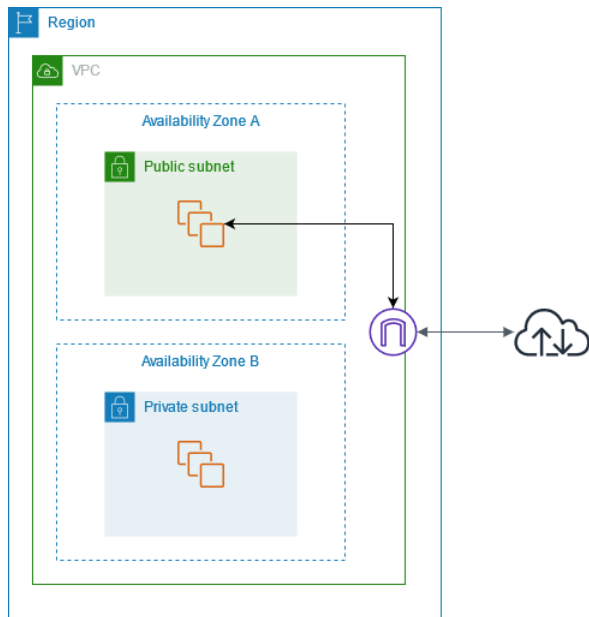 Region
VPC
Availability Zone A
Public subnet
Availability Zone B
Private subnet